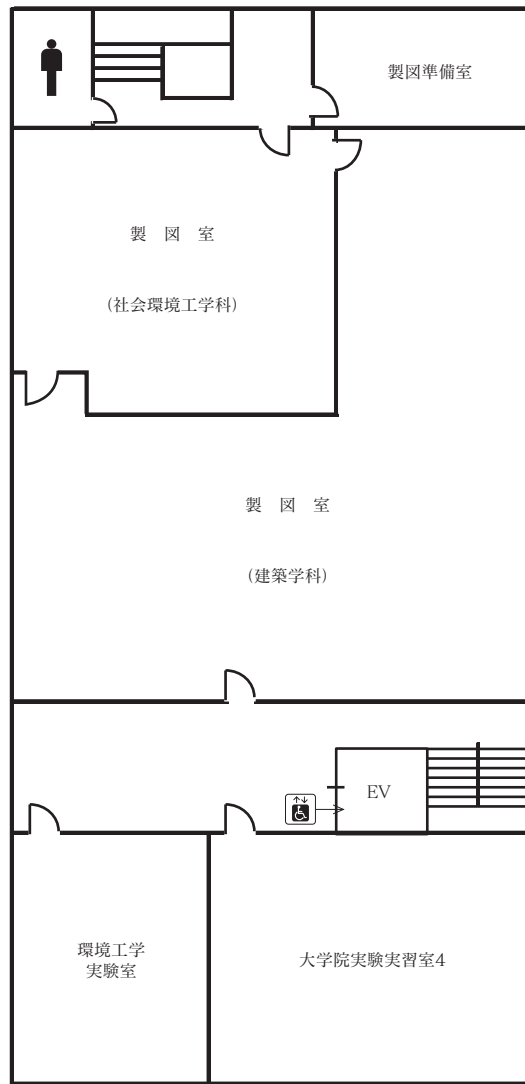 製図準備室
製　図　室
(社会環境工学科)
製　図　室
(建築学科)
EV
環境工学
実験室
大学院実験実習室4